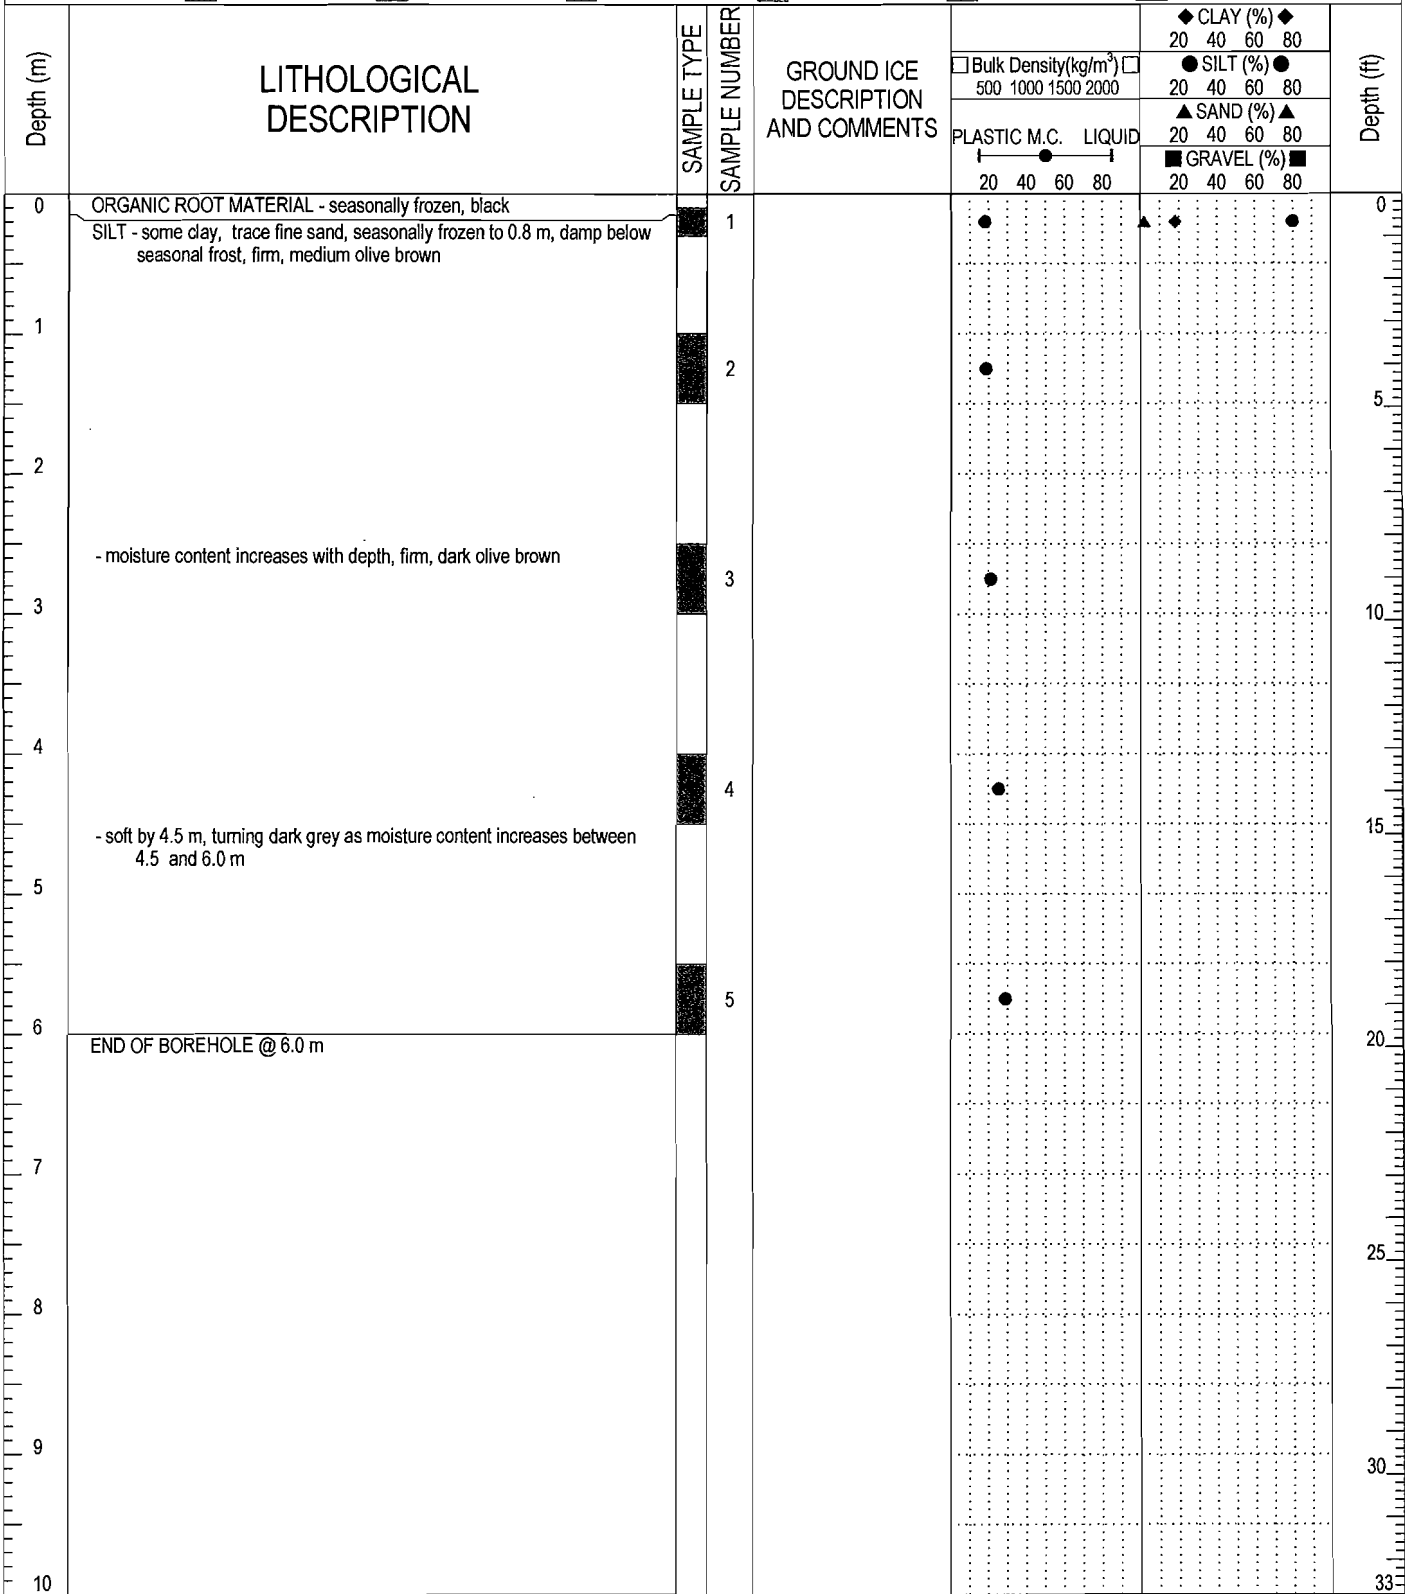 Depth (m)
LITHOLOGICAL
DESCRIPTION
SAMPLE TYPE
SAMPLE NUMBER
GROUND ICE
DESCRIPTION
AND COMMENTS
□ Bulk Density(kg/m³) □
500 1000 1500 2000
PLASTIC M.C. LIQUID
20 40 60 80
◆ CLAY (%) ◆
20 40 60 80
● SILT (%) ●
20 40 60 80
▲ SAND (%) ▲
20 40 60 80
■ GRAVEL (%) ■
20 40 60 80
Depth (ft)
0
ORGANIC ROOT MATERIAL - seasonally frozen, black
0
1
SILT - some clay, trace fine sand, seasonally frozen to 0.8 m, damp below
seasonal frost, firm, medium olive brown
1
2
5
2
- moisture content increases with depth, firm, dark olive brown
3
3
10
4
4
- soft by 4.5 m, turning dark grey as moisture content increases between
4.5 and 6.0 m
15
5
5
6
END OF BOREHOLE @ 6.0 m
20
7
25
8
9
30
10
33